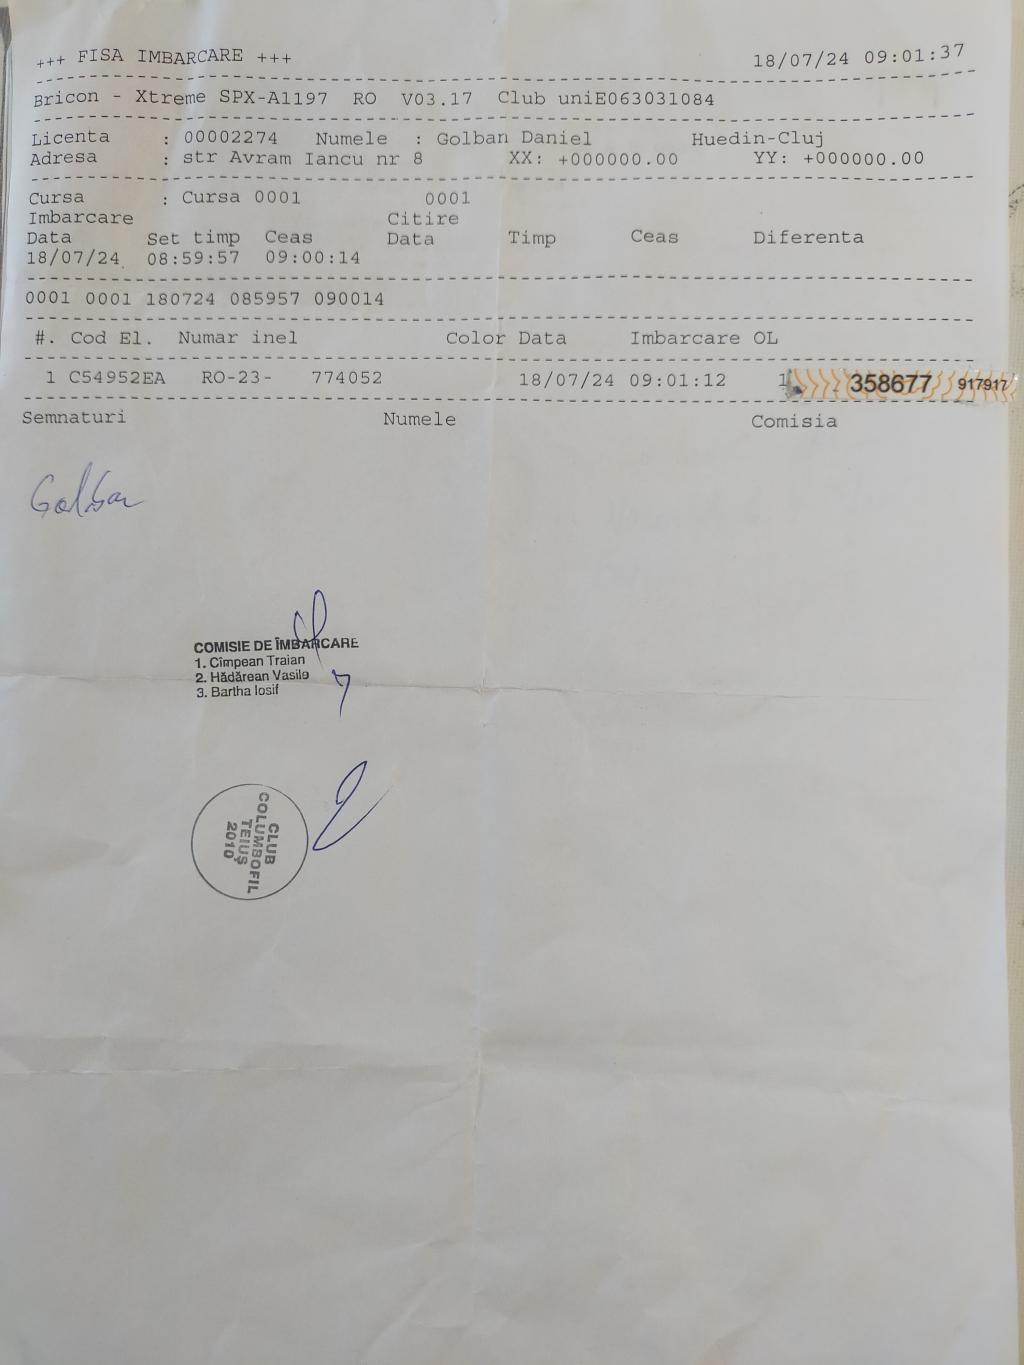 +++ FISA IMBARCARE +++ 18/07/24 09:01:37
Bricon - Xtreme SPX-A1197 RO V03.17 Club uniE063031084
Licenta : 00002274 Numele : Golban Daniel Huedin-Cluj
Adresa : str Avram Iancu nr 8 XX: +000000.00 YY: +000000.00
Cursa : Cursa 0001 0001
Imbarcare Citire
Data Set timp Ceas Data Timp Ceas Diferenta
18/07/24 08:59:57 09:00:14
0001 0001 180724 085957 090014
#. Cod El. Numar inel Color Data Imbarcare OL
1 C54952EA RO-23- 774052 18/07/24 09:01:12 1 358677 917917
Semnaturi Numele Comisia
Golban
COMISIE DE ÎMBARCARE
1. Cîmpean Traian
2. Hădărean Vasile
3. Bartha Iosif
CLUB
COLUMBOFIL
TEIUȘ
2010